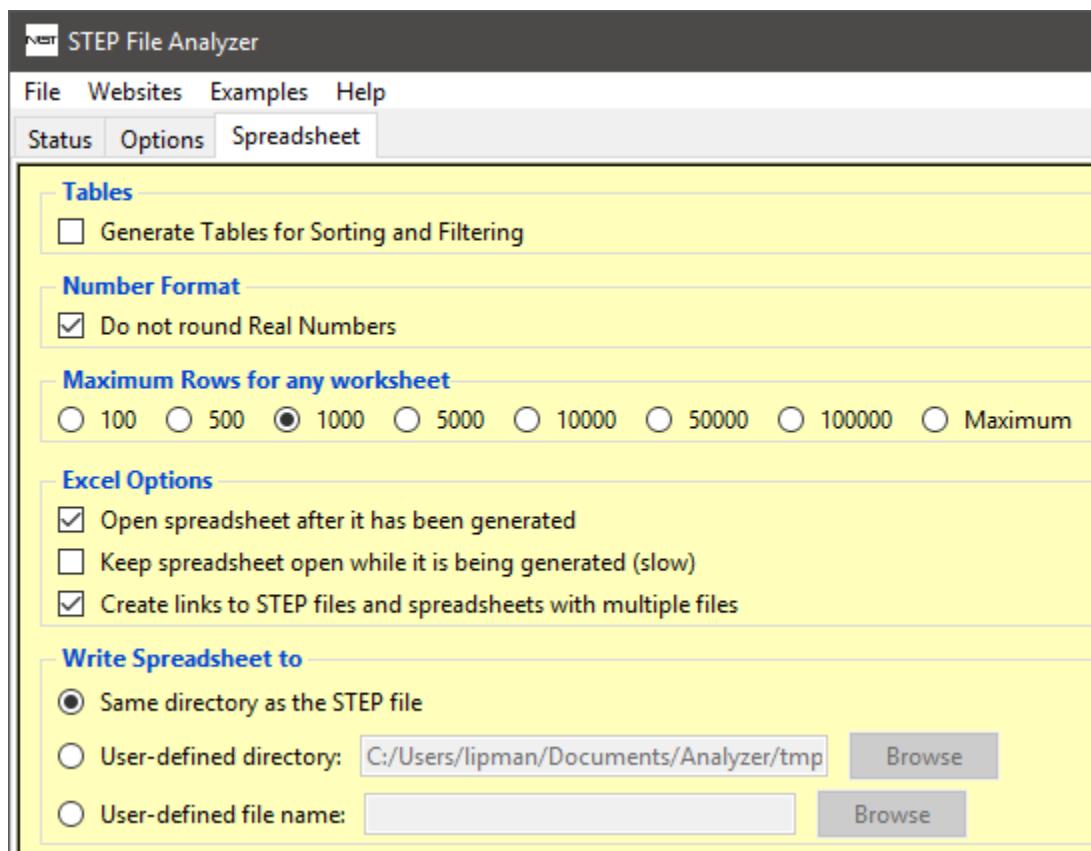 NIST STEP File Analyzer
File Websites Examples Help
Status Options Spreadsheet
Tables
Generate Tables for Sorting and Filtering
Number Format
Do not round Real Numbers
Maximum Rows for any worksheet
100 500 1000 5000 10000 50000 100000 Maximum
Excel Options
Open spreadsheet after it has been generated
Keep spreadsheet open while it is being generated (slow)
Create links to STEP files and spreadsheets with multiple files
Write Spreadsheet to
Same directory as the STEP file
User-defined directory: C:/Users/lipman/Documents/Analyzer/tmp Browse
User-defined file name: Browse